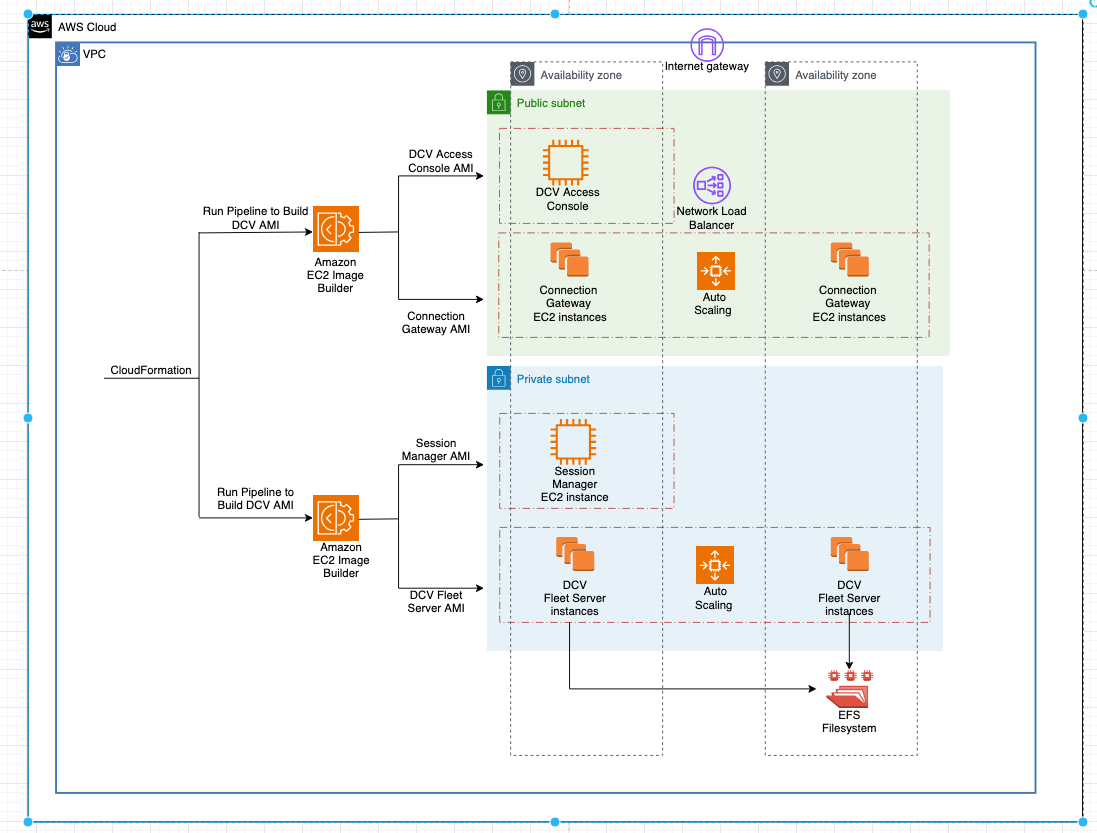 aws
AWS Cloud
VPC
Internet gateway
Availability zone
Availability zone
Public subnet
DCV Access
Console AMI
DCV Access
Console
Network Load
Balancer
Run Pipeline to Build
DCV AMI
Amazon
EC2 Image
Builder
Connection
Gateway
EC2 instances
Auto
Scaling
Connection
Gateway
EC2 instances
Connection
Gateway AMI
CloudFormation
Private subnet
Session
Manager AMI
Session
Manager
EC2 instance
Run Pipeline to
Build DCV AMI
Amazon
EC2 Image
Builder
DCV Fleet
Server AMI
DCV
Fleet Server
instances
Auto
Scaling
DCV
Fleet Server
instances
EFS
Filesystem